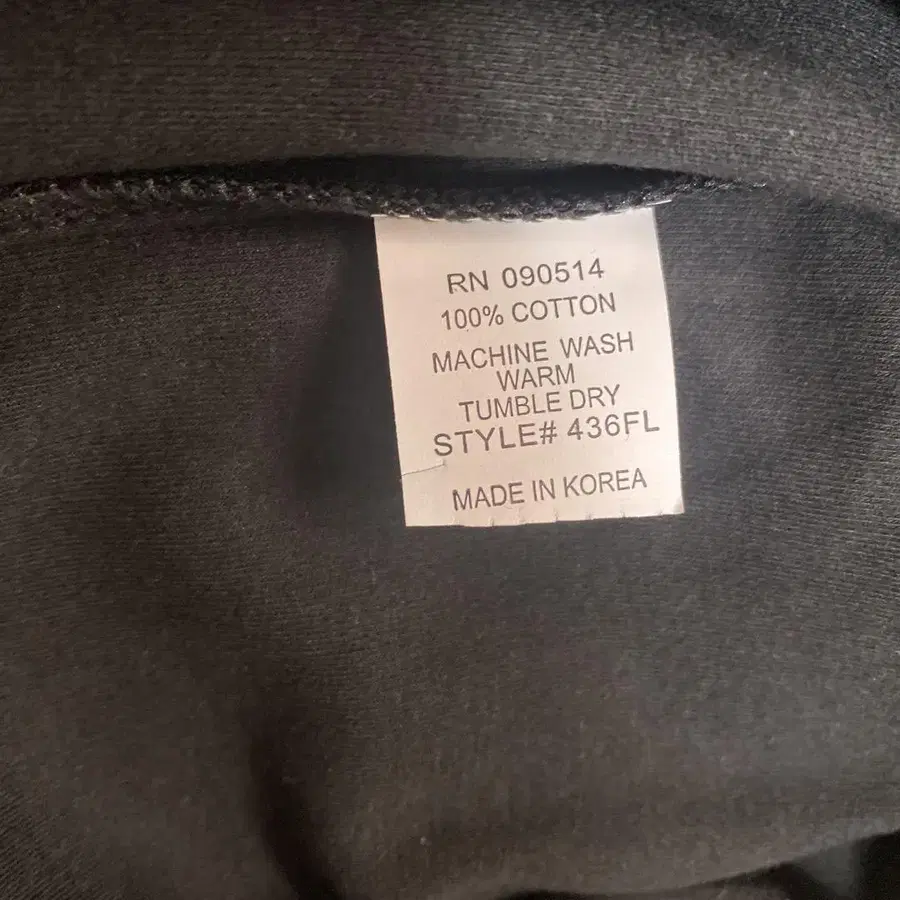 RN 090514
100% COTTON
MACHINE WASH
WARM
TUMBLE DRY
STYLE# 436FL
MADE IN KOREA